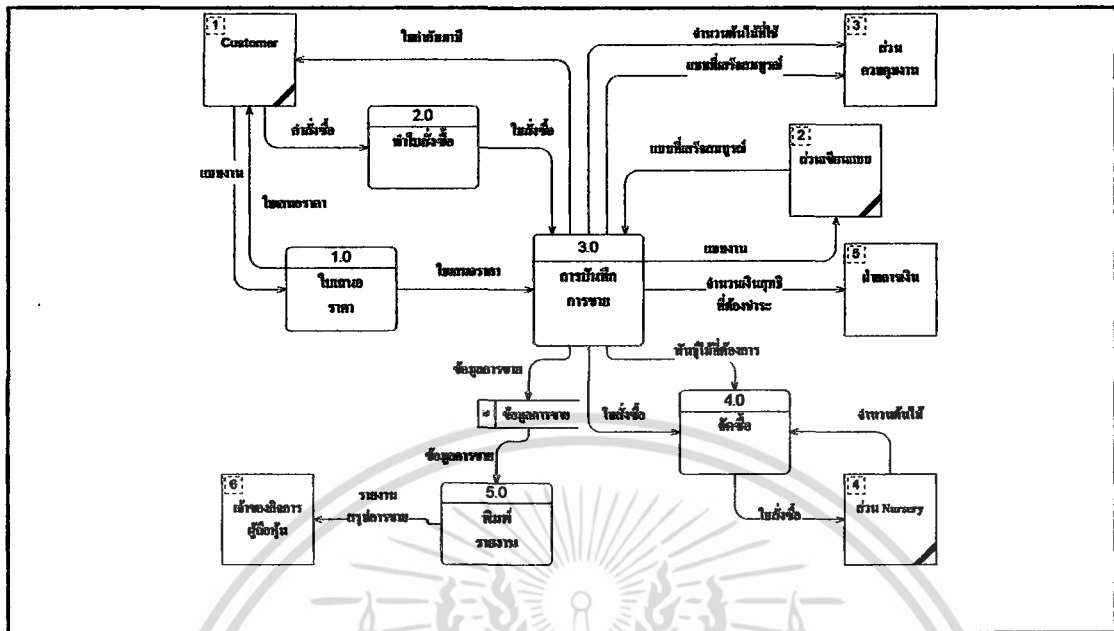 1
Customer
ใบกำกับภาษี
จำนวนต้นไม้ที่ใช้
3
ส่วน
ควบคุมงาน
แบบที่เสร็จสมบูรณ์
2.0
ทำใบสั่งซื้อ
คำสั่งซื้อ
ใบสั่งซื้อ
2
ส่วนเขียนแบบ
แบบที่เสร็จสมบูรณ์
แบบงาน
ใบเสนอราคา
1.0
ใบเสนอ
ราคา
ใบเสนอราคา
3.0
การบันทึก
การขาย
แบบงาน
จำนวนเงินสุทธิ
ที่ต้องชำระ
5
ฝ่ายการเงิน
ข้อมูลการขาย
พันธุ์ไม้ที่ต้องการ
ข้อมูลการขาย
ใบสั่งซื้อ
4.0
จัดซื้อ
จำนวนต้นไม้
ข้อมูลการขาย
6
เจ้าของกิจการ
ผู้ถือหุ้น
รายงาน
สรุปการขาย
5.0
พิมพ์
รายงาน
ใบสั่งซื้อ
4
ส่วน Nursery